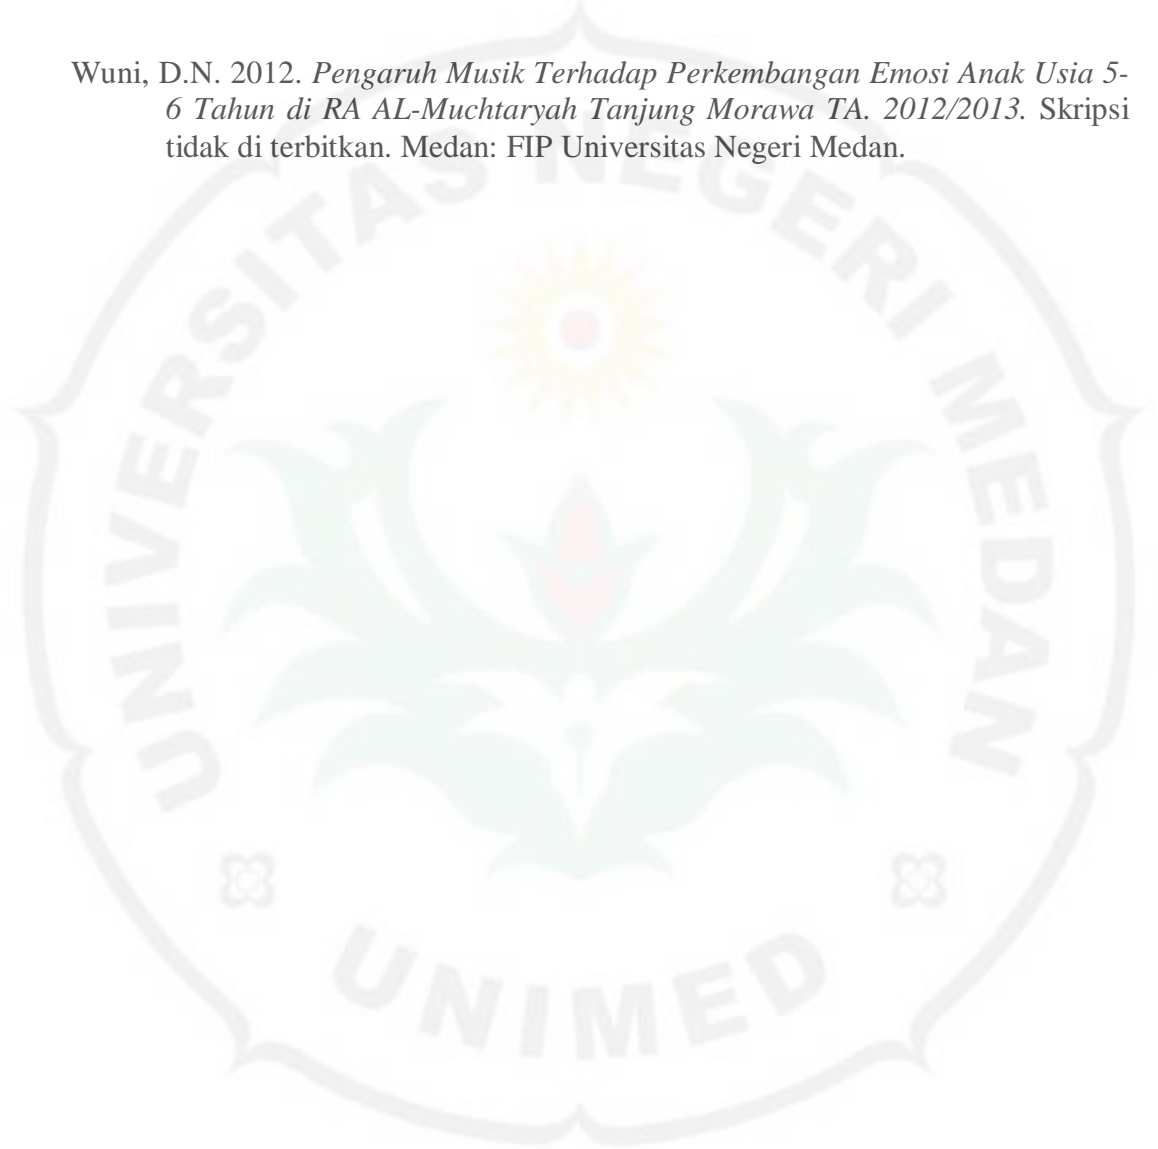 Wuni, D.N. 2012. Pengaruh Musik Terhadap Perkembangan Emosi Anak Usia 5-
6 Tahun di RA AL-Muchtaryah Tanjung Morawa TA. 2012/2013. Skripsi
tidak di terbitkan. Medan: FIP Universitas Negeri Medan.
UNIVERSITAS NEGERI MEDAN
UNIMED